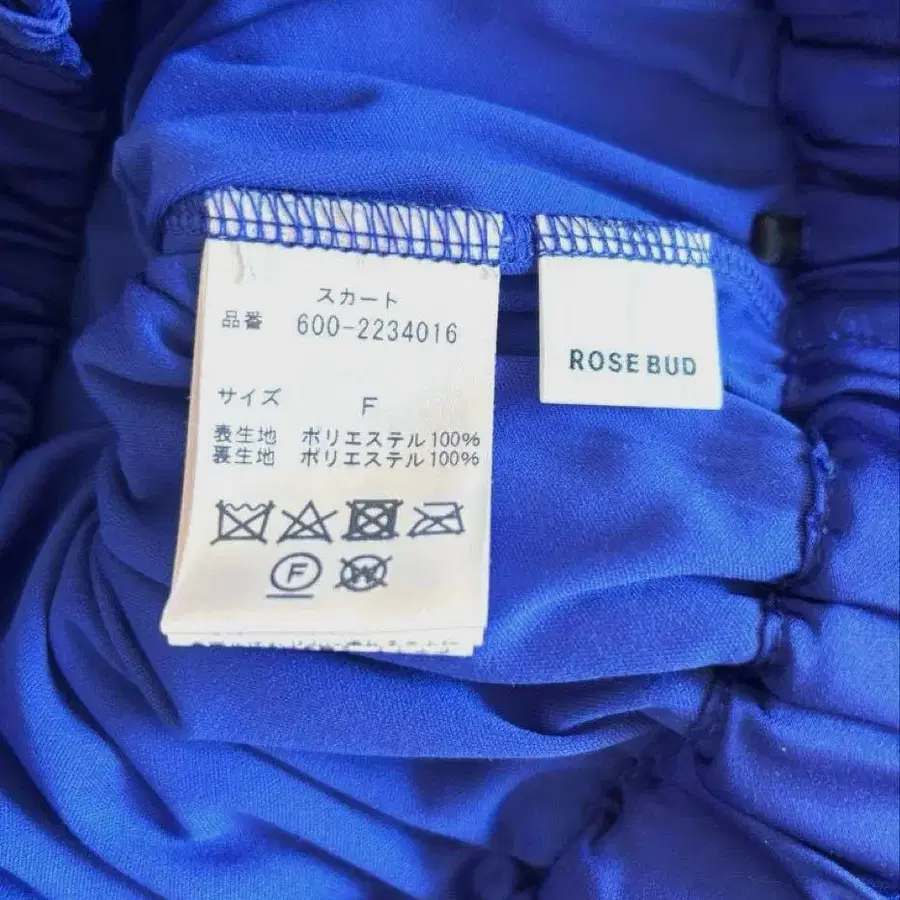 スカート
品番 600-2234016
サイズ F
表生地 ポリエステル100%
裏生地 ポリエステル100%
F
W
ROSE BUD